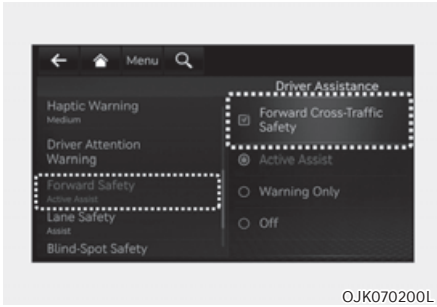 Menu
Driver Assistance
Haptic Warning
Medium
Driver Attention
Warning
Forward Safety
Active Assist
Lane Safety
Assist
Blind-Spot Safety
Forward Cross-Traffic
Safety
Active Assist
Warning Only
Off
OJK070200L